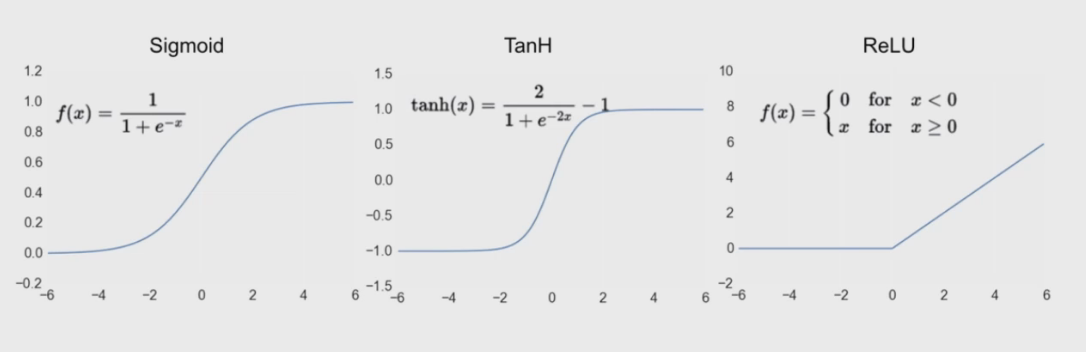 Sigmoid
1.2
1.0
0.8
0.6
0.4
0.2
0.0
−0.2
−6 −4 −2 0 2 4 6
f(x) = 1 / (1 + e^{−x})
TanH
1.5
1.0
0.5
0.0
−0.5
−1.0
−1.5
−6 −4 −2 0 2 4 6
tanh(x) = 2 / (1 + e^{−2x}) − 1
ReLU
10
8
6
4
2
0
−2
−6 −4 −2 0 2 4 6
f(x) = { 0 for x < 0
x for x ≥ 0